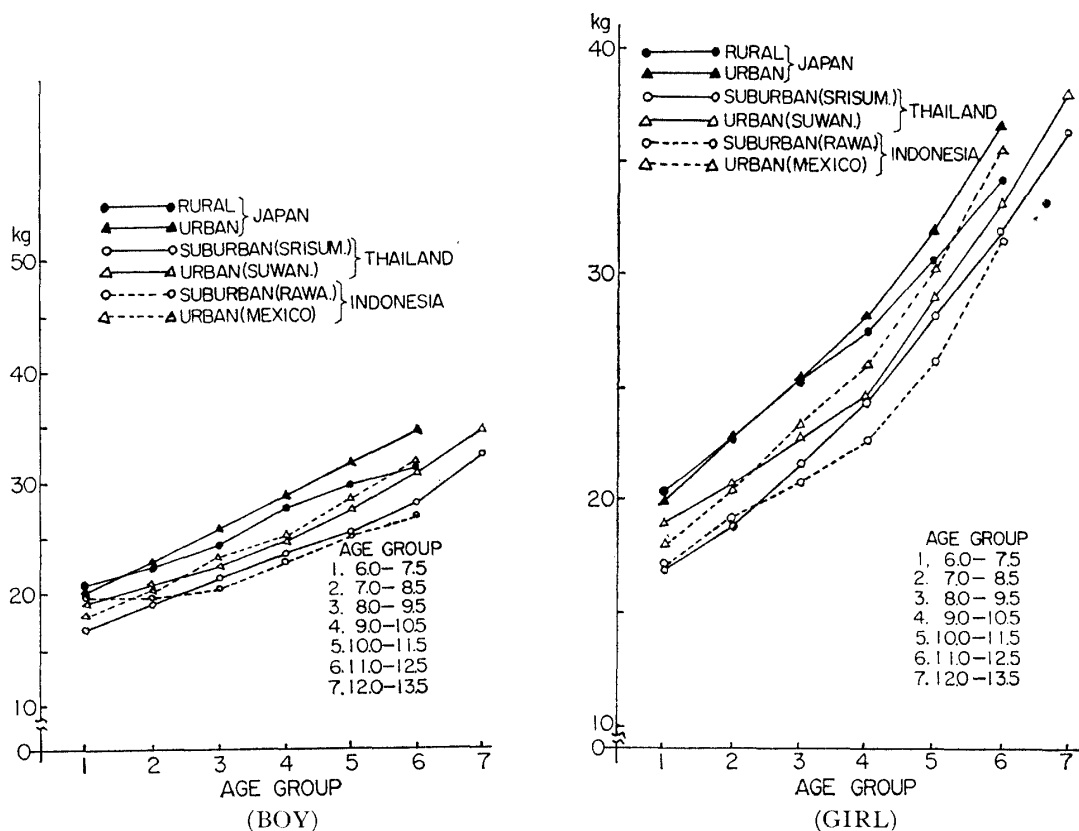 kg
50
40
30
20
10
0
RURAL
URBAN
JAPAN
SUBURBAN(SRISUM.)
URBAN(SUWAN.)
THAILAND
SUBURBAN(RAWA.)
URBAN(MEXICO)
INDONESIA
AGE GROUP
1. 6.0-7.5
2. 7.0-8.5
3. 8.0-9.5
4. 9.0-10.5
5.10.0-11.5
6.11.0-12.5
7.12.0-13.5
1 2 3 4 5 6 7
AGE GROUP
(BOY)
kg
40
30
20
10
0
RURAL
URBAN
JAPAN
SUBURBAN(SRISUM.)
URBAN(SUWAN.)
THAILAND
SUBURBAN(RAWA.)
URBAN(MEXICO)
INDONESIA
AGE GROUP
1. 6.0-7.5
2. 7.0-8.5
3. 8.0-9.5
4. 9.0-10.5
5.10.0-11.5
6.11.0-12.5
7.12.0-13.5
1 2 3 4 5 6 7
AGE GROUP
(GIRL)